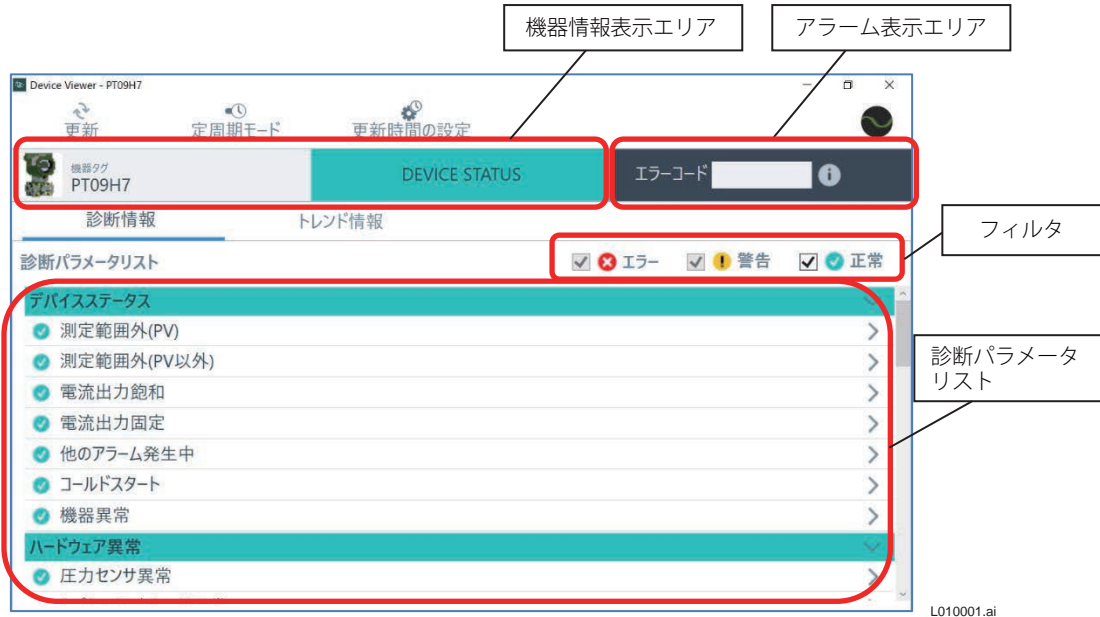 機器情報表示エリア
アラーム表示エリア
Device Viewer - PT09H7
更新
定周期モード
更新時間の設定
機器タグ
PT09H7
DEVICE STATUS
エラーコード
診断情報
トレンド情報
フィルタ
診断パラメータリスト
エラー
警告
正常
デバイスステータス
測定範囲外(PV)
測定範囲外(PV以外)
診断パラメータ
リスト
電流出力飽和
電流出力固定
他のアラーム発生中
コールドスタート
機器異常
ハードウェア異常
圧力センサ異常
L010001.ai